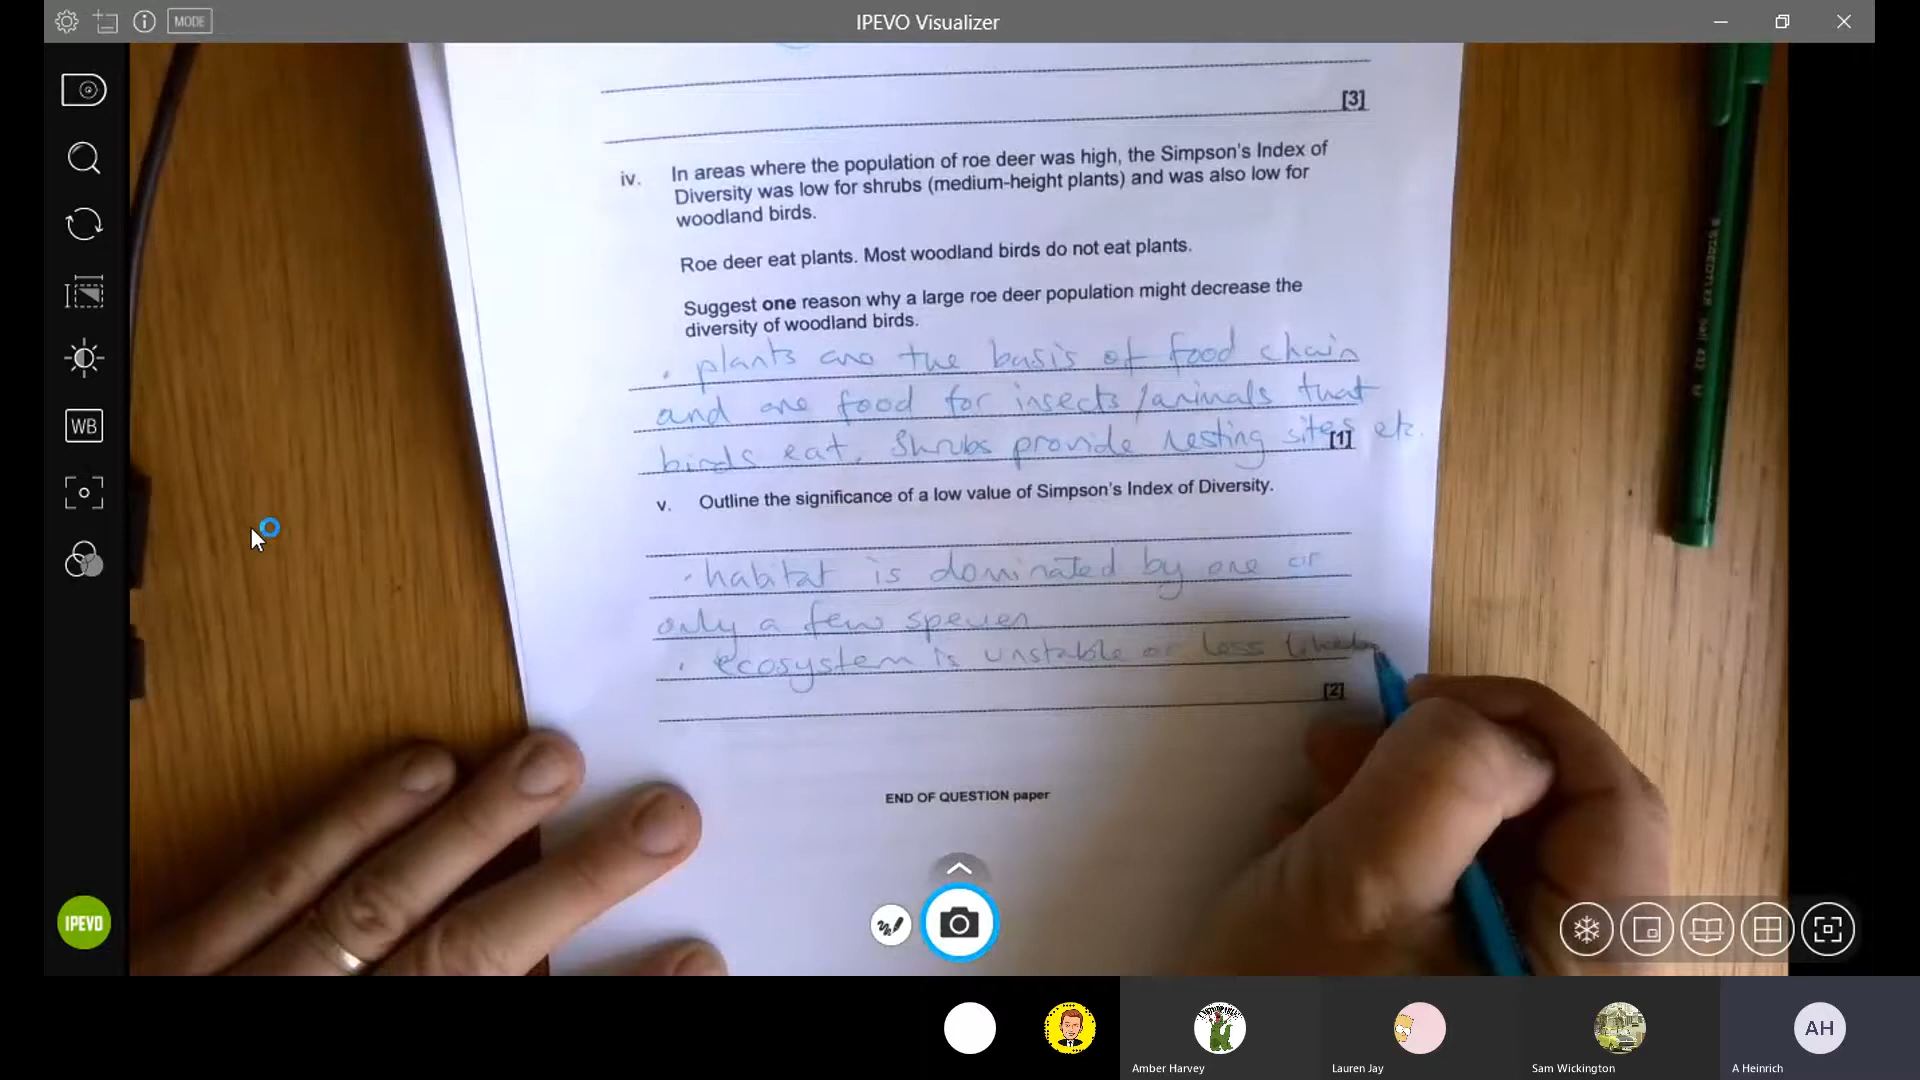 MODE
IPEVO Visualizer
[3]
iv. In areas where the population of roe deer was high, the Simpson's Index of
Diversity was low for shrubs (medium-height plants) and was also low for
woodland birds.
Roe deer eat plants. Most woodland birds do not eat plants.
Suggest one reason why a large roe deer population might decrease the
diversity of woodland birds.
· plants are the basis of food chain
and are food for insects/animals that
birds eat. Shrubs provide nesting sites etc.
[1]
v. Outline the significance of a low value of Simpson's Index of Diversity.
· habitat is dominated by one or
only a few species
· ecosystem is unstable or less likely
[2]
END OF QUESTION paper
WB
IPEVO
AH
Amber Harvey
Lauren Jay
Sam Wickington
A Heinrich